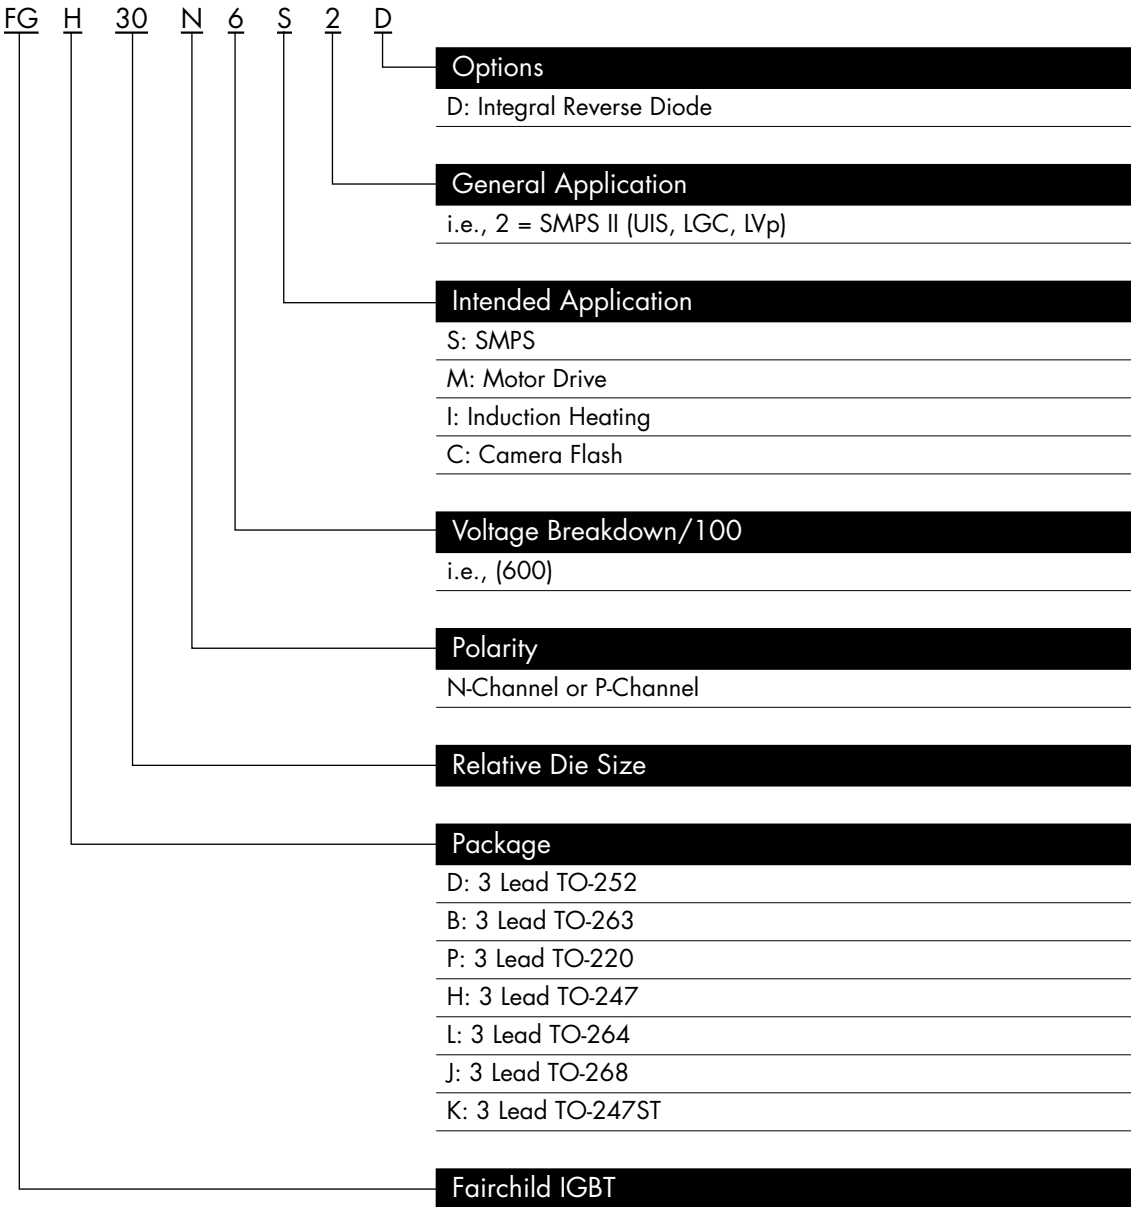 FG H 30 N 6 S 2 D
Options
D: Integral Reverse Diode
General Application
i.e., 2 = SMPS II (UIS, LGC, LVp)
Intended Application
S: SMPS
M: Motor Drive
I: Induction Heating
C: Camera Flash
Voltage Breakdown/100
i.e., (600)
Polarity
N-Channel or P-Channel
Relative Die Size
Package
D: 3 Lead TO-252
B: 3 Lead TO-263
P: 3 Lead TO-220
H: 3 Lead TO-247
L: 3 Lead TO-264
J: 3 Lead TO-268
K: 3 Lead TO-247ST
Fairchild IGBT